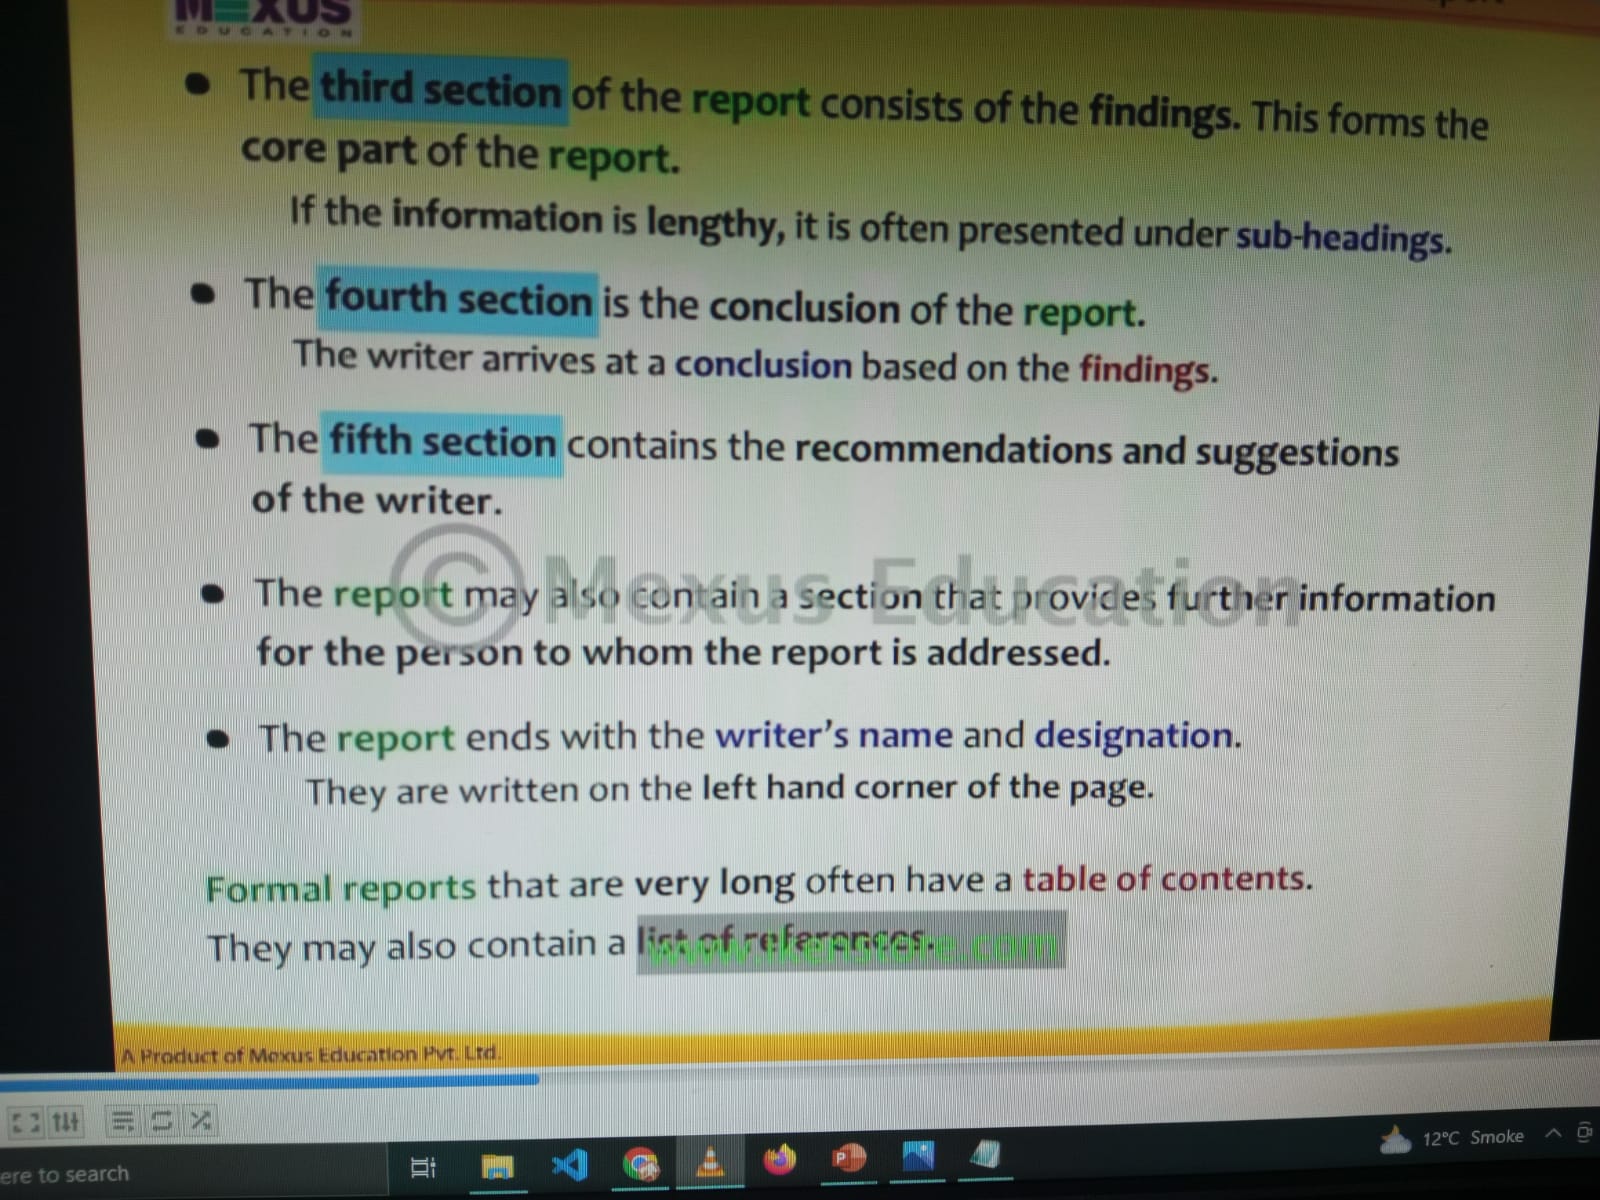 MEXUS
EDUCATION
• The third section of the report consists of the findings. This forms the
core part of the report.
If the information is lengthy, it is often presented under sub-headings.
• The fourth section is the conclusion of the report.
The writer arrives at a conclusion based on the findings.
• The fifth section contains the recommendations and suggestions
of the writer.
© Mexus Education
• The report may also contain a section that provides further information
for the person to whom the report is addressed.
• The report ends with the writer's name and designation.
They are written on the left hand corner of the page.
Formal reports that are very long often have a table of contents.
They may also contain a list of references.
A Product of Mexus Education Pvt. Ltd.
ere to search
12°C Smoke